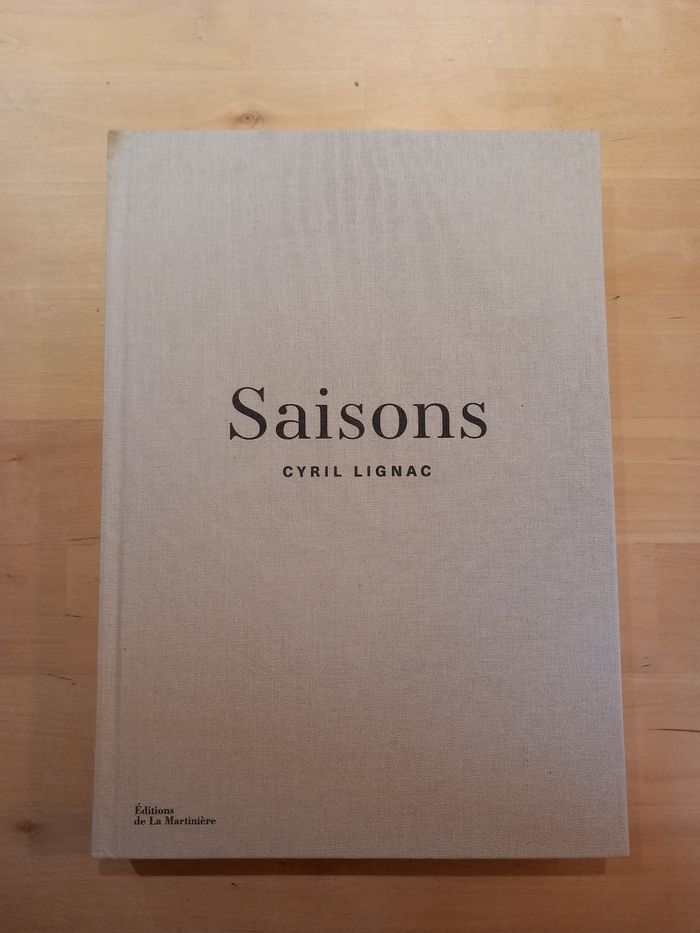 Saisons
CYRIL LIGNAC
Éditions
de La Martinière